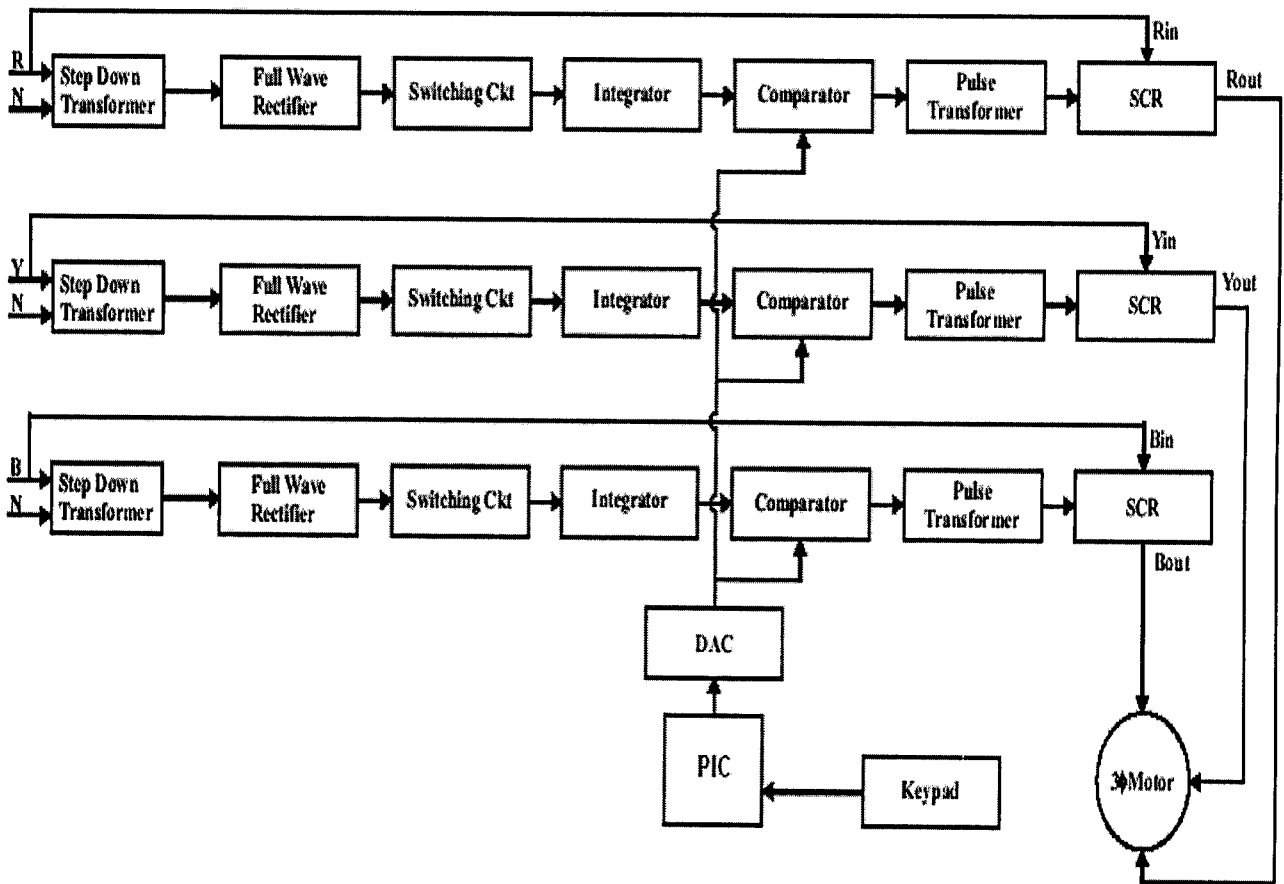 Rin
R
N
Step Down
Transformer
Full Wave
Rectifier
Switching Ckt
Integrator
Comparator
Pulse
Transformer
SCR
Rout
Yin
Y
N
Step Down
Transformer
Full Wave
Rectifier
Switching Ckt
Integrator
Comparator
Pulse
Transformer
SCR
Yout
Bin
B
N
Step Down
Transformer
Full Wave
Rectifier
Switching Ckt
Integrator
Comparator
Pulse
Transformer
SCR
Bout
DAC
PIC
Keypad
3ϕMotor